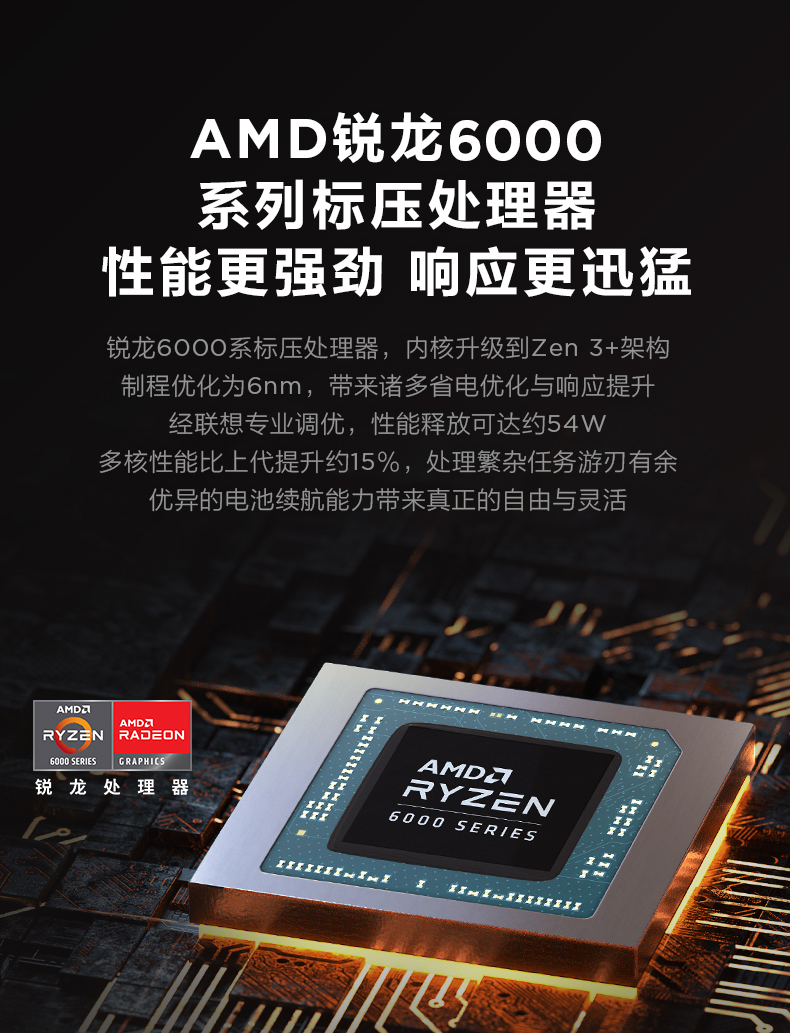 AMD锐龙6000
系列标压处理器
性能更强劲 响应更迅猛
锐龙6000系标压处理器，内核升级到Zen 3+架构
制程优化为6nm，带来诸多省电优化与响应提升
经联想专业调优，性能释放可达约54W
多核性能比上代提升约15%，处理繁杂任务游刃有余
优异的电池续航能力带来真正的自由与灵活
AMD
RYZEN
6000 SERIES
AMD
RADEON
GRAPHICS
锐龙处理器
AMD
RYZEN
6000 SERIES